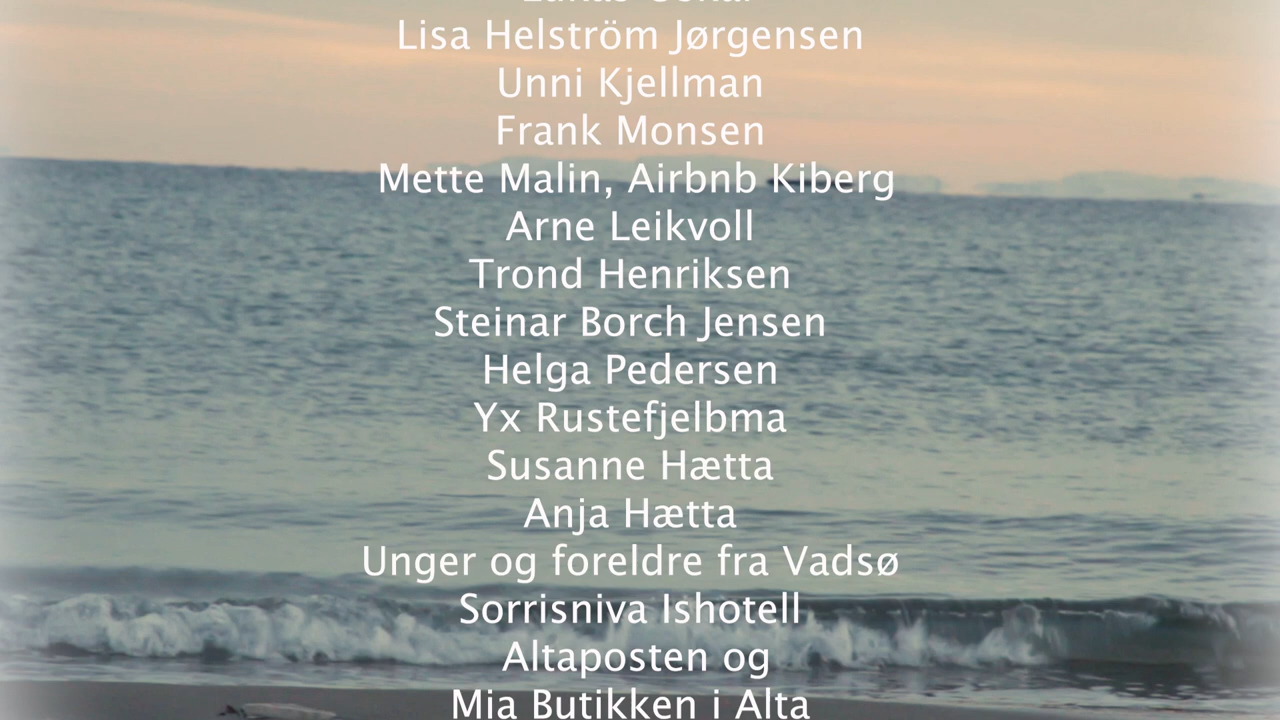 Lisa Helström Jørgensen
Unni Kjellman
Frank Monsen
Mette Malin, Airbnb Kiberg
Arne Leikvoll
Trond Henriksen
Steinar Borch Jensen
Helga Pedersen
Yx Rustefjelbma
Susanne Hætta
Anja Hætta
Unger og foreldre fra Vadsø
Sorrisniva Ishotell
Altaposten og
Mia Butikken i Alta